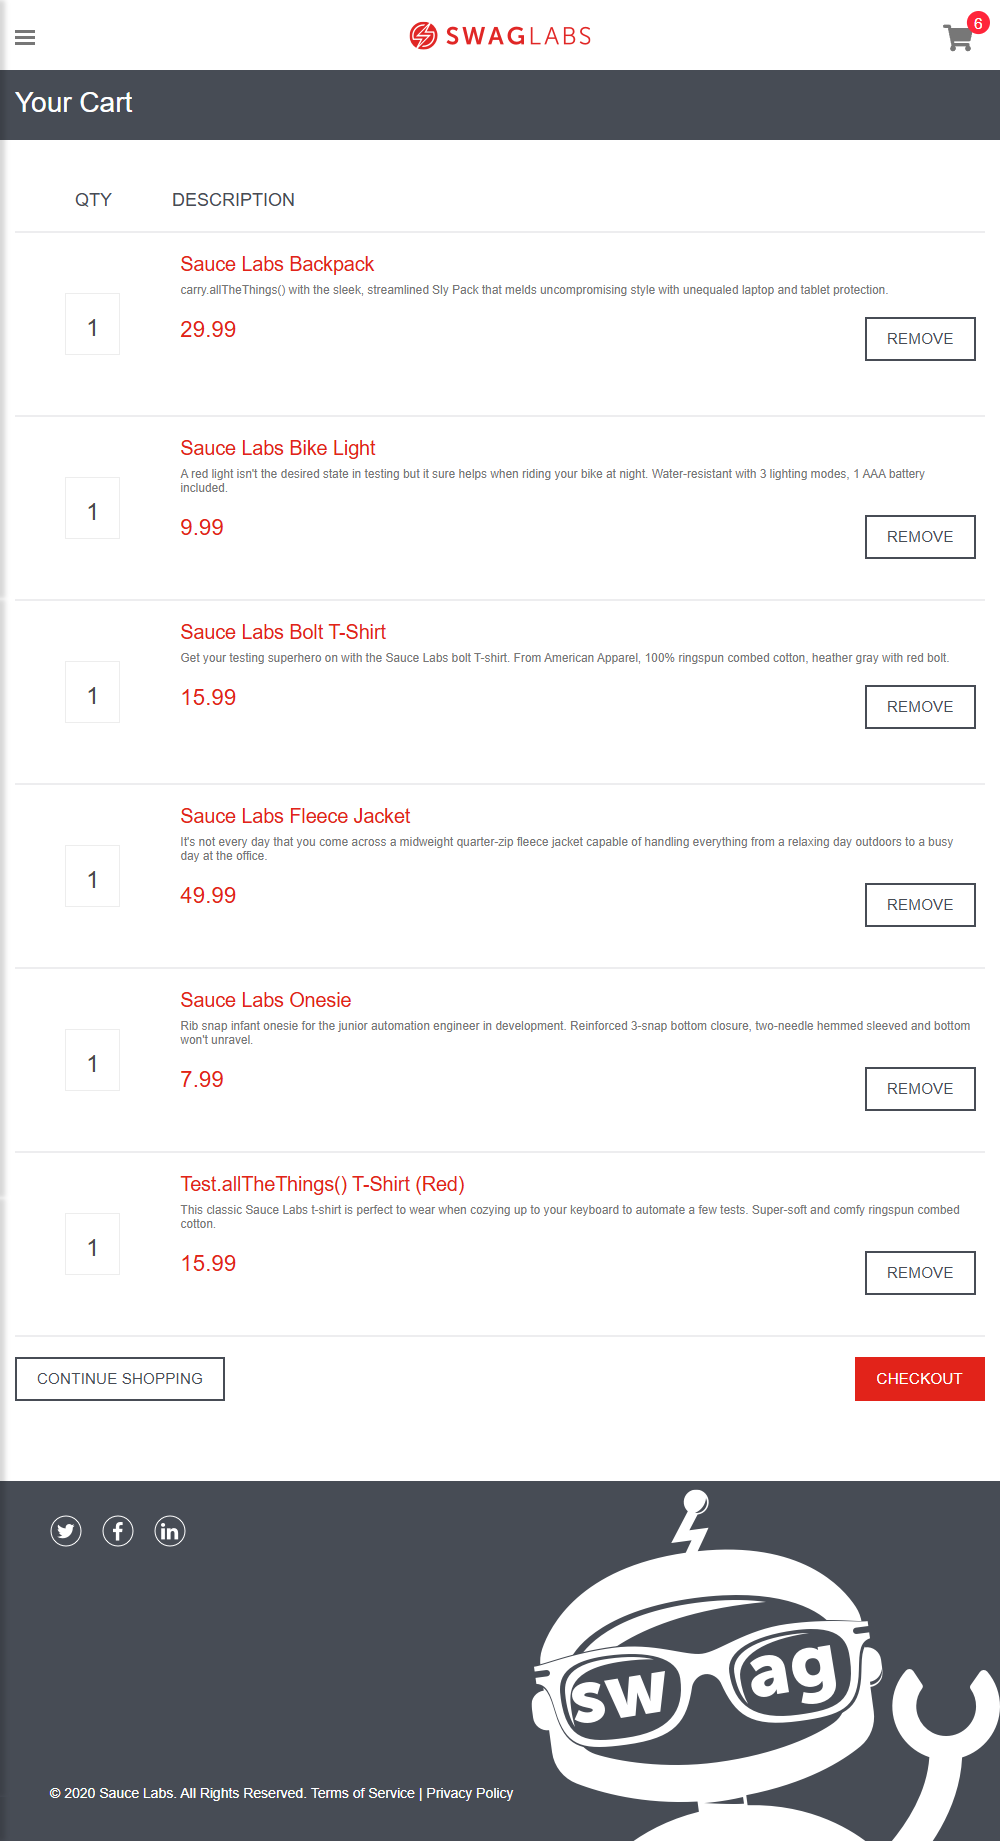 SWAGLABS
6
Your Cart
QTY DESCRIPTION
Sauce Labs Backpack
carry.allTheThings() with the sleek, streamlined Sly Pack that melds uncompromising style with unequaled laptop and tablet protection.
1
29.99
REMOVE
Sauce Labs Bike Light
A red light isn't the desired state in testing but it sure helps when riding your bike at night. Water-resistant with 3 lighting modes, 1 AAA battery
included.
1
9.99
REMOVE
Sauce Labs Bolt T-Shirt
Get your testing superhero on with the Sauce Labs bolt T-shirt. From American Apparel, 100% ringspun combed cotton, heather gray with red bolt.
1
15.99
REMOVE
Sauce Labs Fleece Jacket
It's not every day that you come across a midweight quarter-zip fleece jacket capable of handling everything from a relaxing day outdoors to a busy
day at the office.
1
49.99
REMOVE
Sauce Labs Onesie
Rib snap infant onesie for the junior automation engineer in development. Reinforced 3-snap bottom closure, two-needle hemmed sleeved and bottom
won't unravel.
1
7.99
REMOVE
Test.allTheThings() T-Shirt (Red)
This classic Sauce Labs t-shirt is perfect to wear when cozying up to your keyboard to automate a few tests. Super-soft and comfy ringspun combed
cotton.
1
15.99
REMOVE
CONTINUE SHOPPING CHECKOUT
swag
© 2020 Sauce Labs. All Rights Reserved. Terms of Service | Privacy Policy